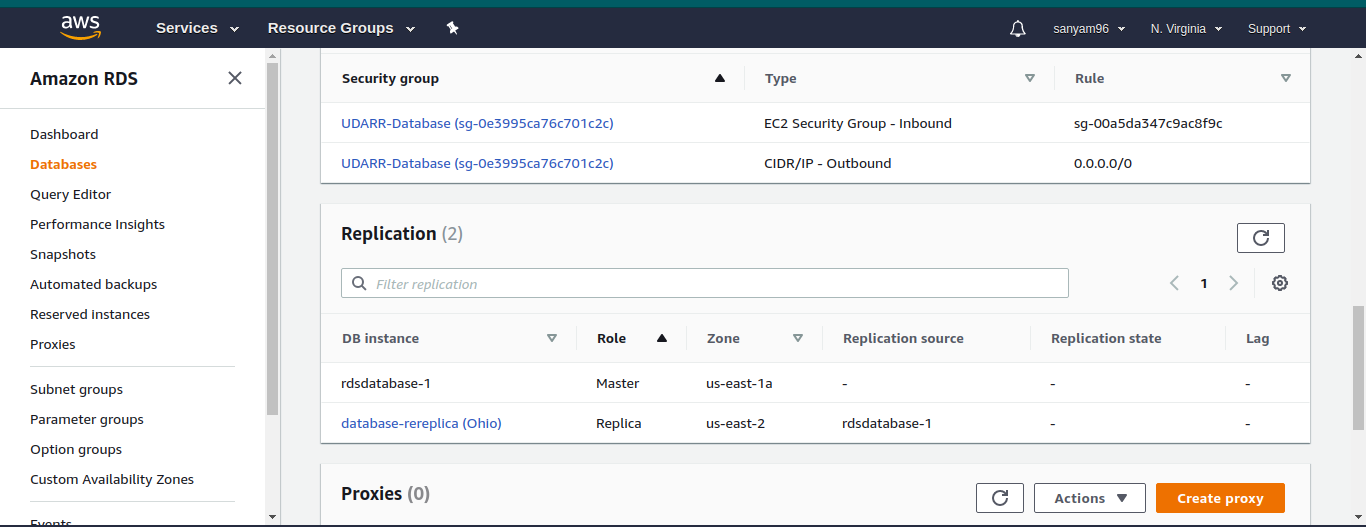 aws Services Resource Groups sanyam96 N. Virginia Support
Amazon RDS
Dashboard
Databases
Query Editor
Performance Insights
Snapshots
Automated backups
Reserved instances
Proxies
Subnet groups
Parameter groups
Option groups
Custom Availability Zones
Events
Security group Type Rule
UDARR-Database (sg-0e3995ca76c701c2c) EC2 Security Group - Inbound sg-00a5da347c9ac8f9c
UDARR-Database (sg-0e3995ca76c701c2c) CIDR/IP - Outbound 0.0.0.0/0
Replication (2)
Filter replication 1
DB instance Role Zone Replication source Replication state Lag
rdsdatabase-1 Master us-east-1a - - -
database-rereplica (Ohio) Replica us-east-2 rdsdatabase-1 - -
Proxies (0) Actions Create proxy